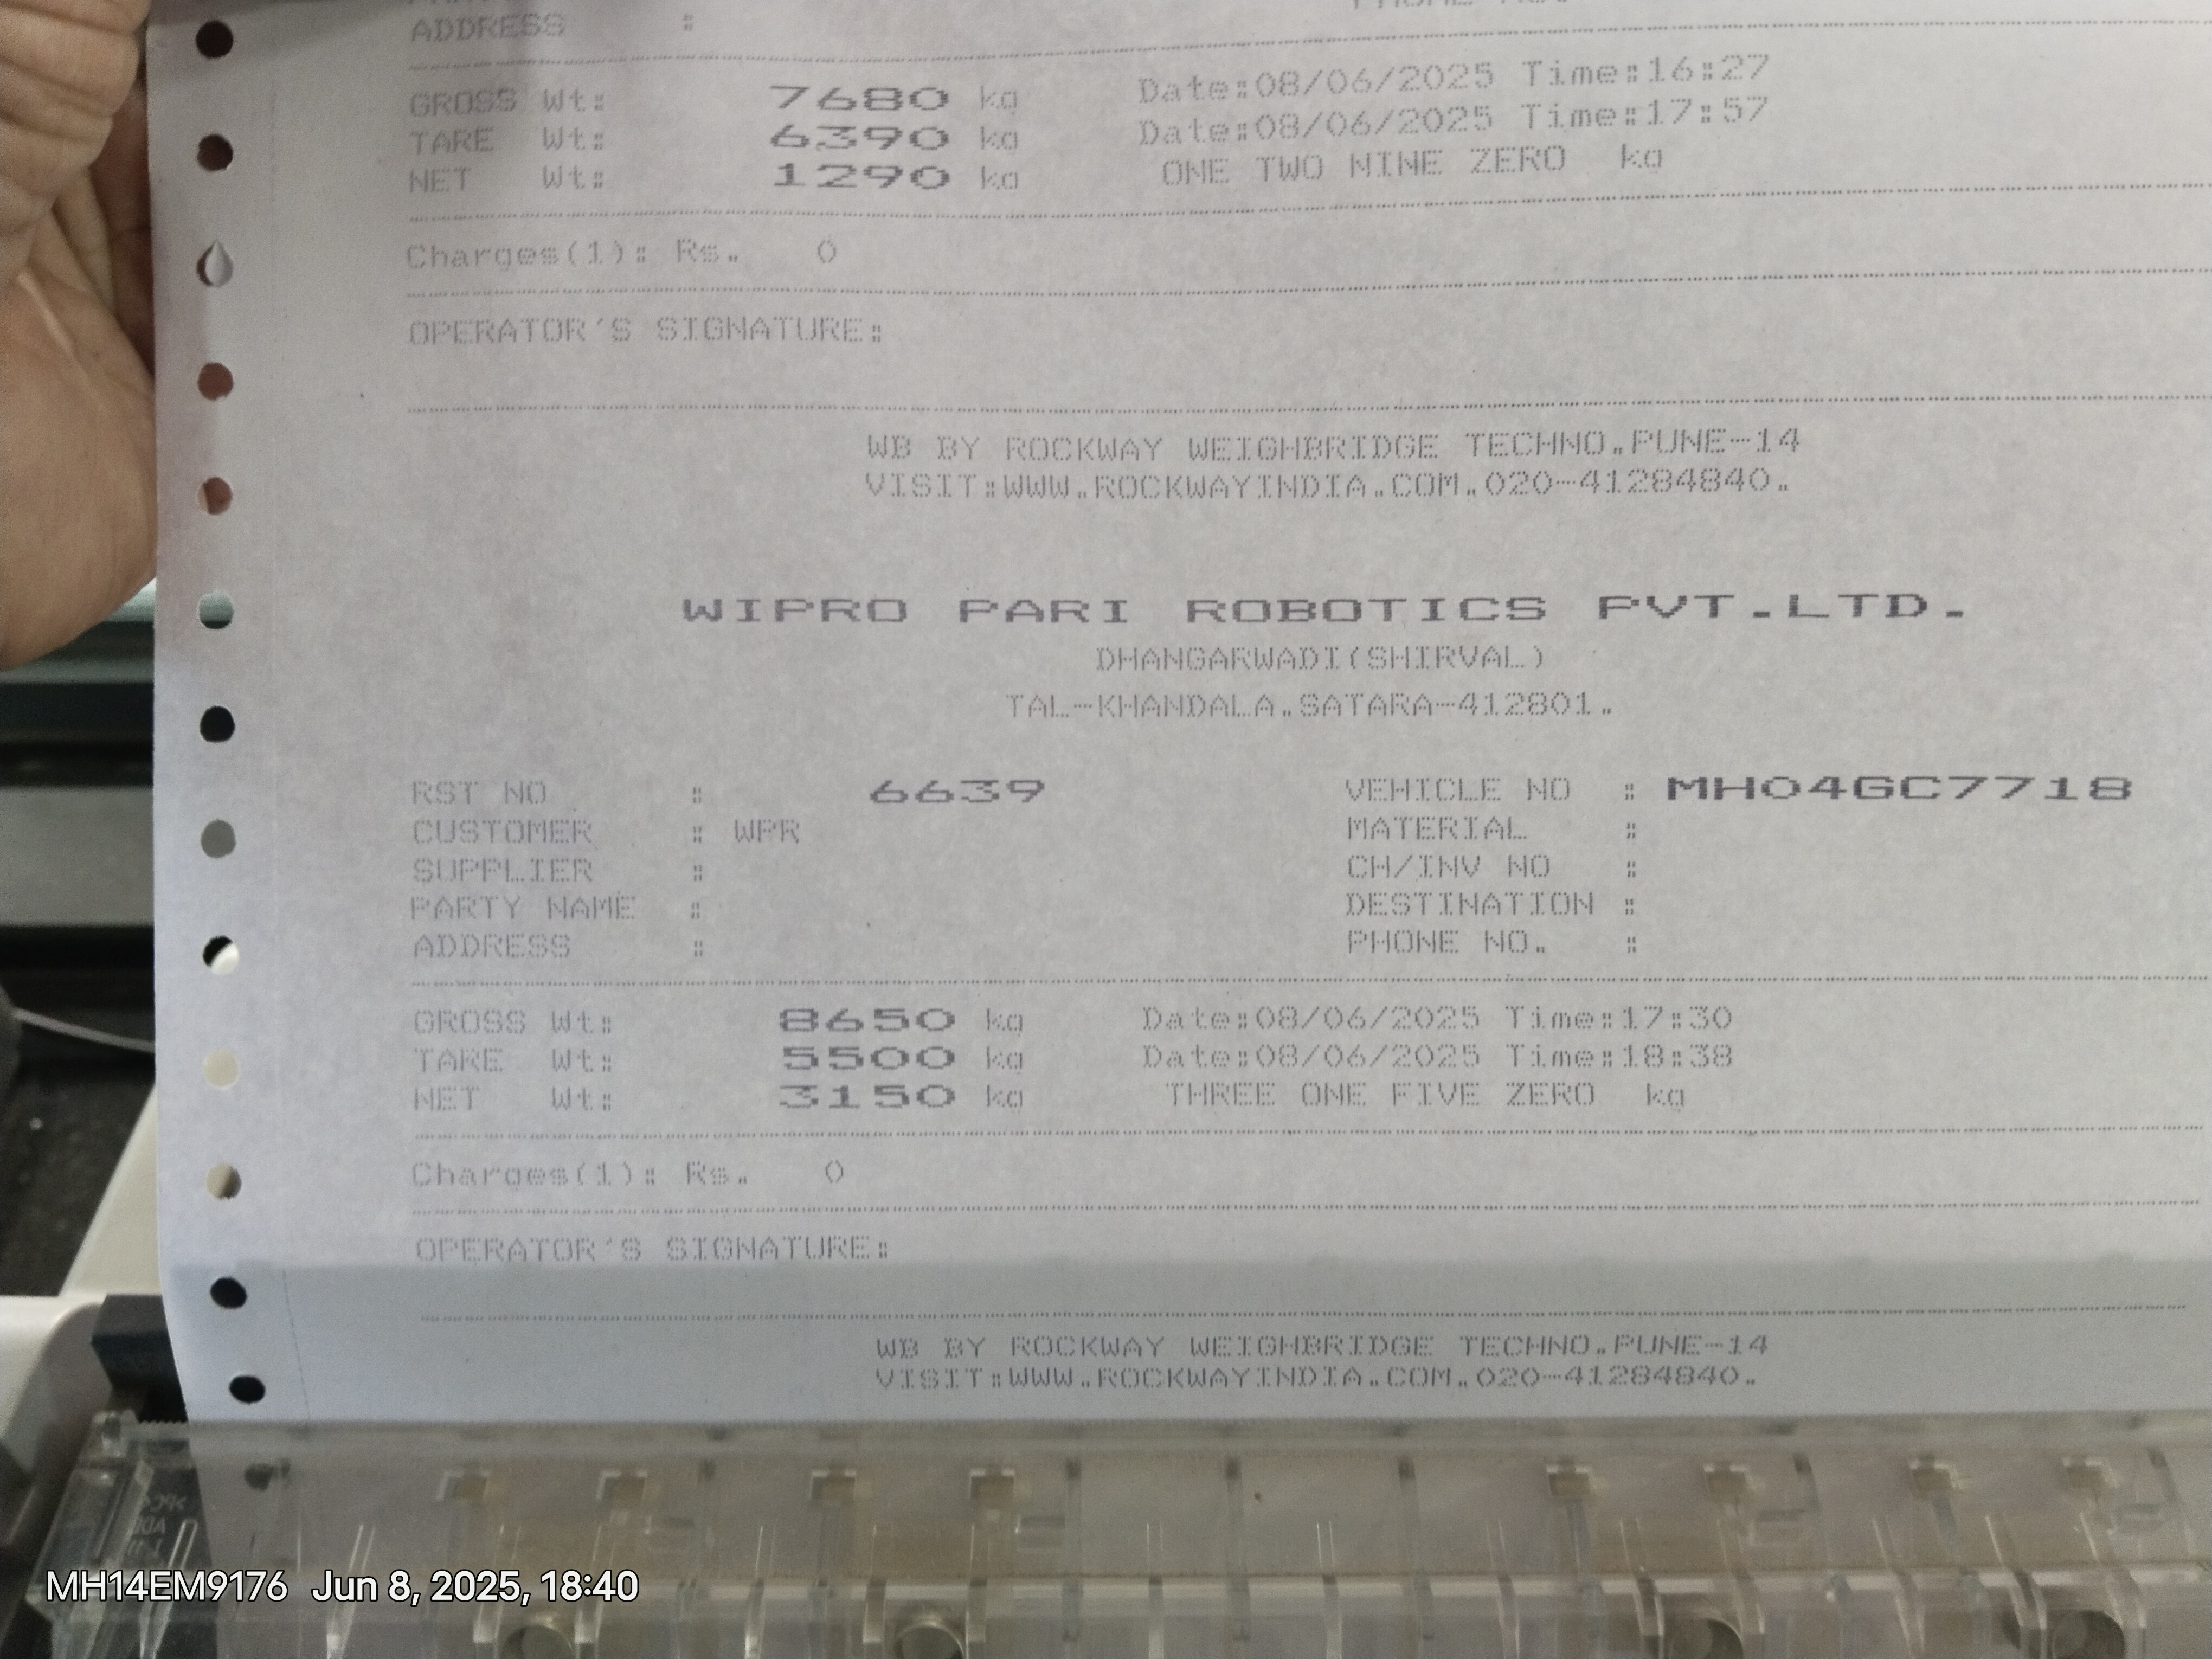 ADDRESS :
GROSS Wt: 7680 kg Date:08/06/2025 Time:16:27
TARE Wt: 6390 kg Date:08/06/2025 Time:17:57
NET Wt: 1290 kg ONE TWO NINE ZERO kg
Charges(1): Rs. 0
OPERATOR'S SIGNATURE:
WB BY ROCKWAY WEIGHBRIDGE TECHNO.PUNE-14
VISIT:WWW.ROCKWAYINDIA.COM.020-41284840.
WIPRO PARI ROBOTICS PVT.LTD.
DHANGARWADI(SHIRVAL)
TAL-KHANDALA.SATARA-412801.
RST NO : 6639 VEHICLE NO : MH04GC7718
CUSTOMER : WPR MATERIAL :
SUPPLIER : CH/INV NO :
PARTY NAME : DESTINATION :
ADDRESS : PHONE NO. :
GROSS Wt: 8650 kg Date:08/06/2025 Time:17:30
TARE Wt: 5500 kg Date:08/06/2025 Time:18:38
NET Wt: 3150 kg THREE ONE FIVE ZERO kg
Charges(1): Rs. 0
OPERATOR'S SIGNATURE:
WB BY ROCKWAY WEIGHBRIDGE TECHNO.PUNE-14
VISIT:WWW.ROCKWAYINDIA.COM.020-41284840.
MH14EM9176 Jun 8, 2025, 18:40